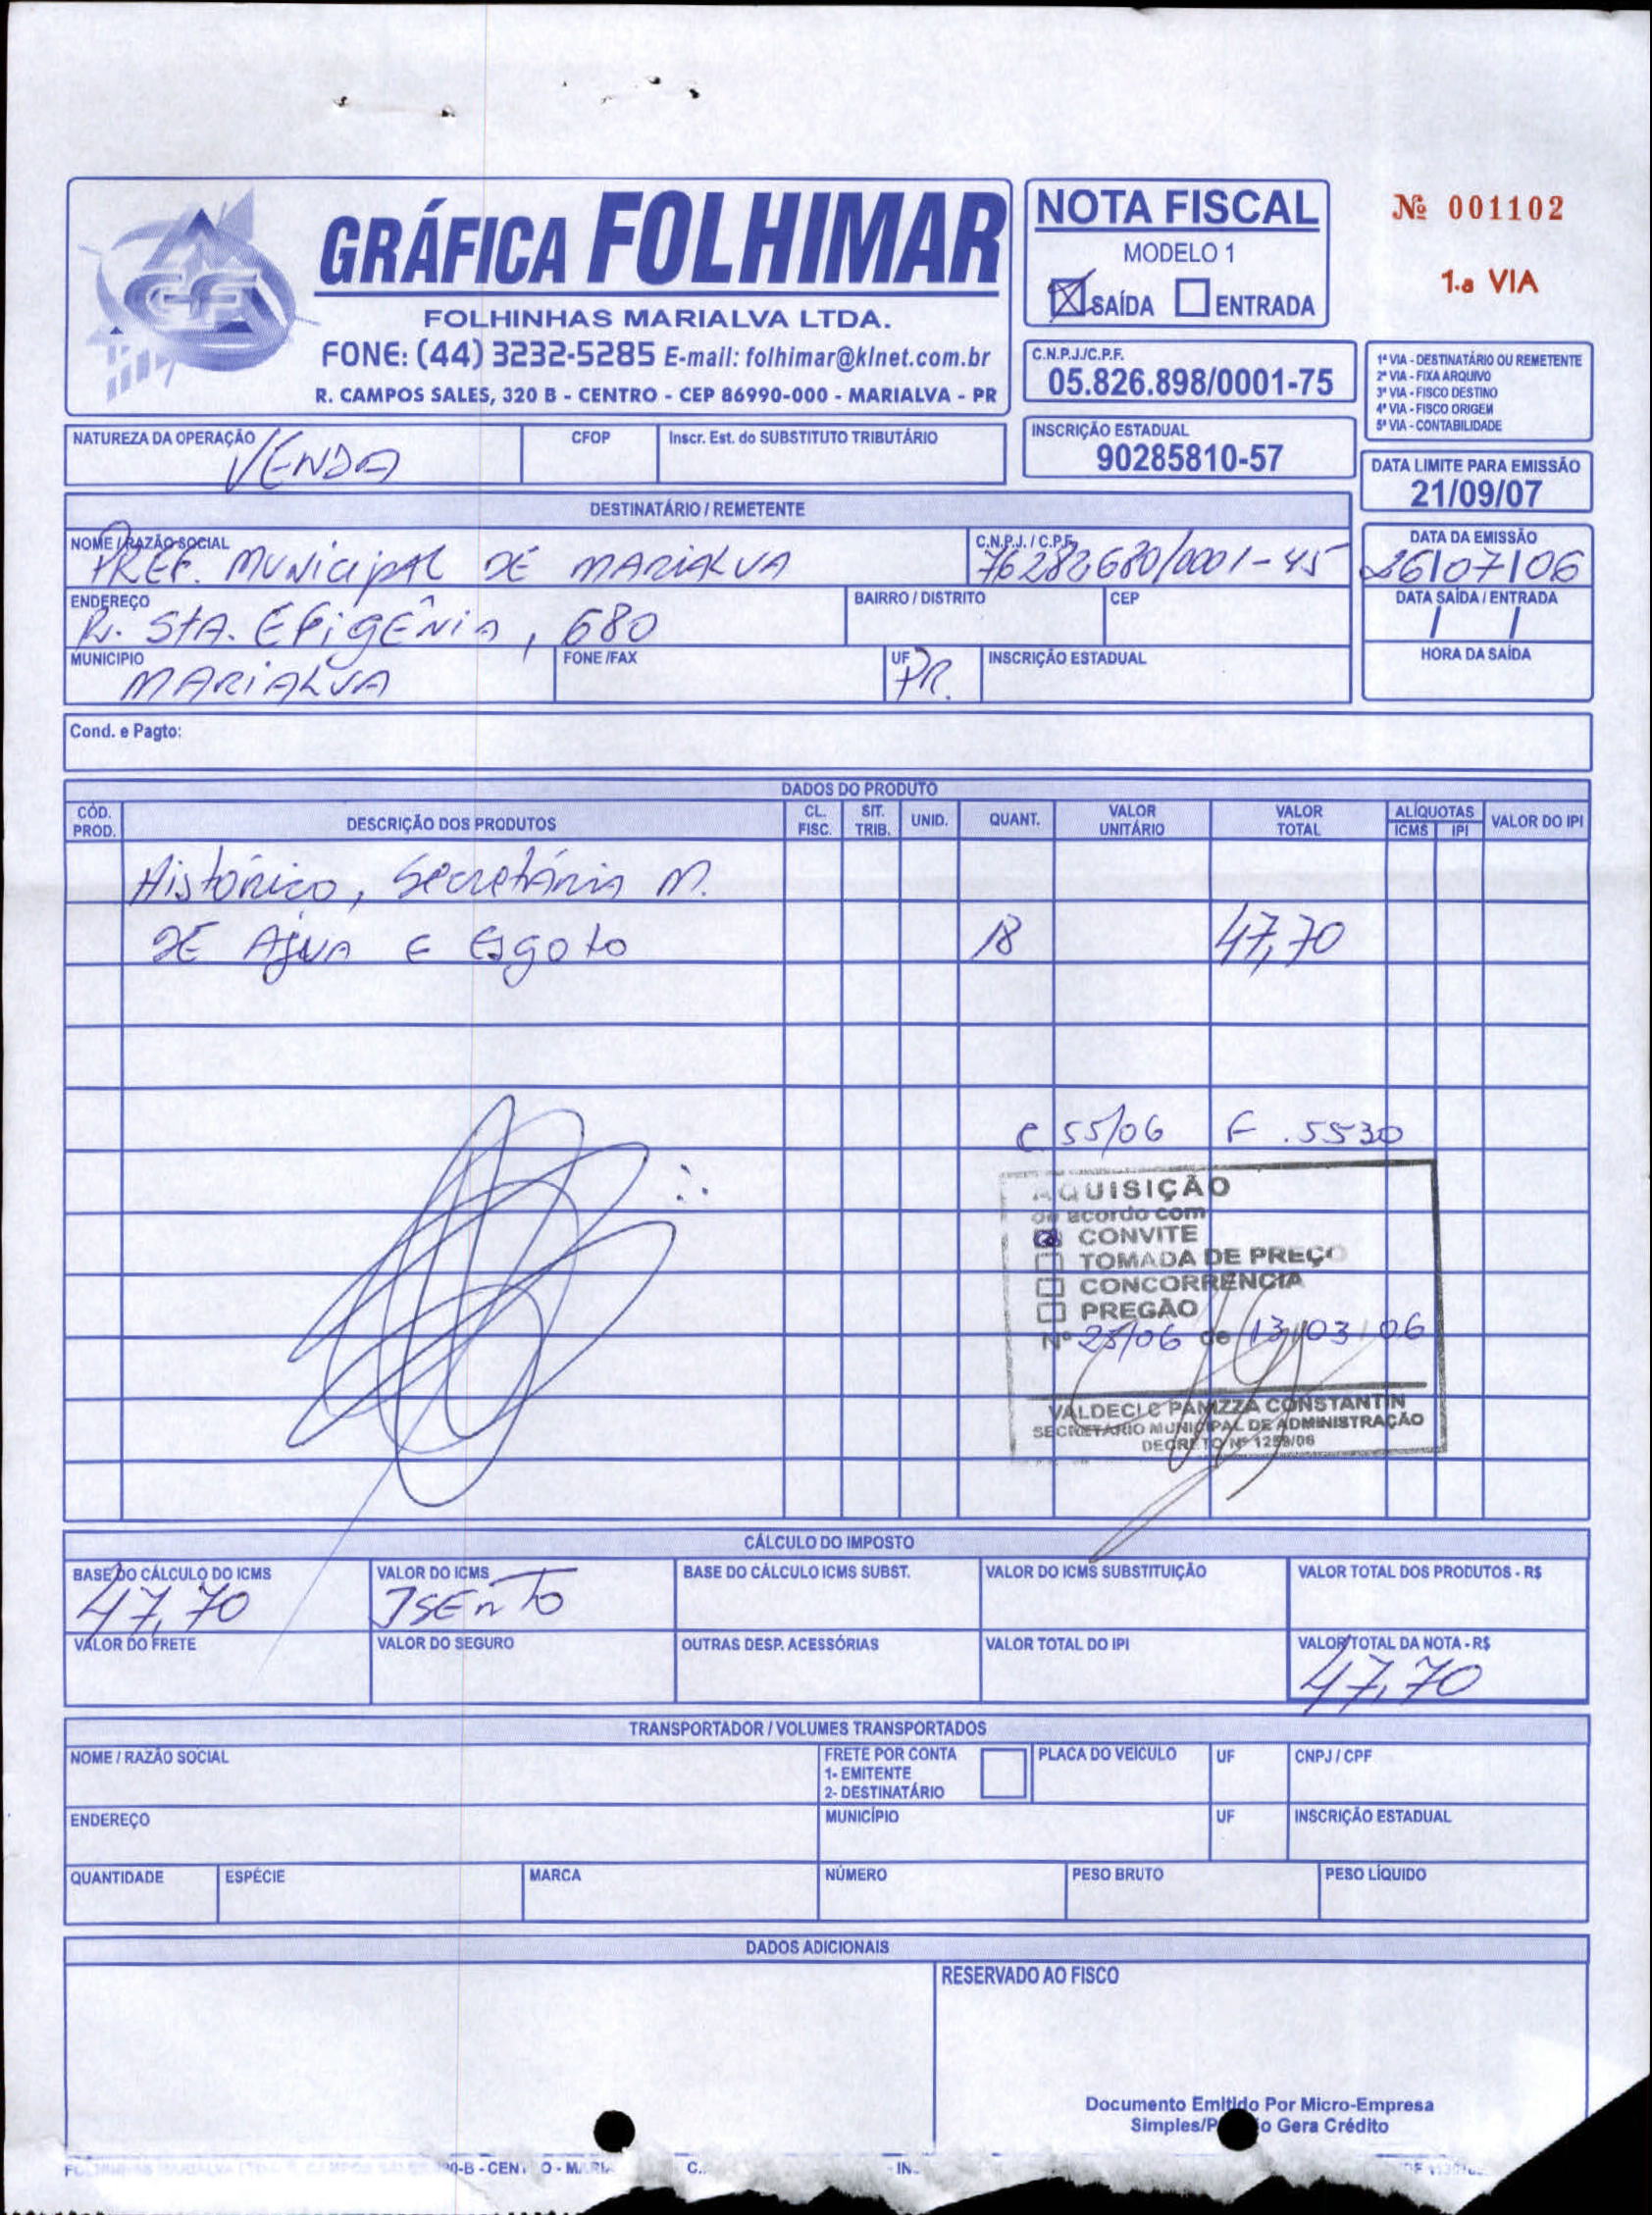 GRÁFICA FOLHIMAR
FOLHINHAS MARIALVA LTDA.
FONE: (44) 3232-5285 E-mail: folhimar@klnet.com.br
R. CAMPOS SALES, 320 B - CENTRO - CEP 86990-000 - MARIALVA - PR
GF
NOTA FISCAL
MODELO 1
X SAÍDA ENTRADA
Nº 001102
1.a VIA
C.N.P.J./C.P.F.
05.826.898/0001-75
1ª VIA - DESTINATÁRIO OU REMETENTE
2ª VIA - FIXA ARQUIVO
3ª VIA - FISCO DESTINO
4ª VIA - FISCO ORIGEM
5ª VIA - CONTABILIDADE
NATUREZA DA OPERAÇÃO VENDA CFOP Inscr. Est. do SUBSTITUTO TRIBUTÁRIO
INSCRIÇÃO ESTADUAL
90285810-57
DATA LIMITE PARA EMISSÃO
21/09/07
DESTINATÁRIO / REMETENTE
NOME / RAZÃO SOCIAL C.N.P.J. / C.P.F. DATA DA EMISSÃO
PREF. MUNICIPAL DE MARIALVA 76282680/0001-45 26/07/06
ENDEREÇO BAIRRO / DISTRITO CEP DATA SAÍDA / ENTRADA
R. StA. EFigÊNiA, 680 / /
MUNICIPIO FONE /FAX UF INSCRIÇÃO ESTADUAL HORA DA SAÍDA
MARIALVA PR.
Cond. e Pagto:
DADOS DO PRODUTO
CÓD. PROD. DESCRIÇÃO DOS PRODUTOS CL. FISC. SIT. TRIB. UNID. QUANT. VALOR UNITÁRIO VALOR TOTAL ALÍQUOTAS ICMS IPI VALOR DO IPI
Histórico, Secretária M.
DE Água E Esgoto 18 47,70
C 55/06 F .5530
AQUISIÇÃO
de acordo com
CONVITE
TOMADA DE PREÇO
CONCORRÊNCIA
PREGÃO
Nº 25/06 de 13/03/06
VALDECI C PANIZZA CONSTANTIN
SECRETÁRIO MUNICIPAL DE ADMINISTRAÇÃO
DECRETO Nº 1259/06
CÁLCULO DO IMPOSTO
BASE DO CÁLCULO DO ICMS VALOR DO ICMS BASE DO CÁLCULO ICMS SUBST. VALOR DO ICMS SUBSTITUIÇÃO VALOR TOTAL DOS PRODUTOS - R$
47,70 ISENTO
VALOR DO FRETE VALOR DO SEGURO OUTRAS DESP. ACESSÓRIAS VALOR TOTAL DO IPI VALOR TOTAL DA NOTA - R$
47,70
TRANSPORTADOR / VOLUMES TRANSPORTADOS
NOME / RAZÃO SOCIAL FRETE POR CONTA PLACA DO VEÍCULO UF CNPJ / CPF
1- EMITENTE
2- DESTINATÁRIO
ENDEREÇO MUNICÍPIO UF INSCRIÇÃO ESTADUAL
QUANTIDADE ESPÉCIE MARCA NÚMERO PESO BRUTO PESO LÍQUIDO
DADOS ADICIONAIS
RESERVADO AO FISCO
Documento Emitido Por Micro-Empresa
Simples/P o Gera Crédito